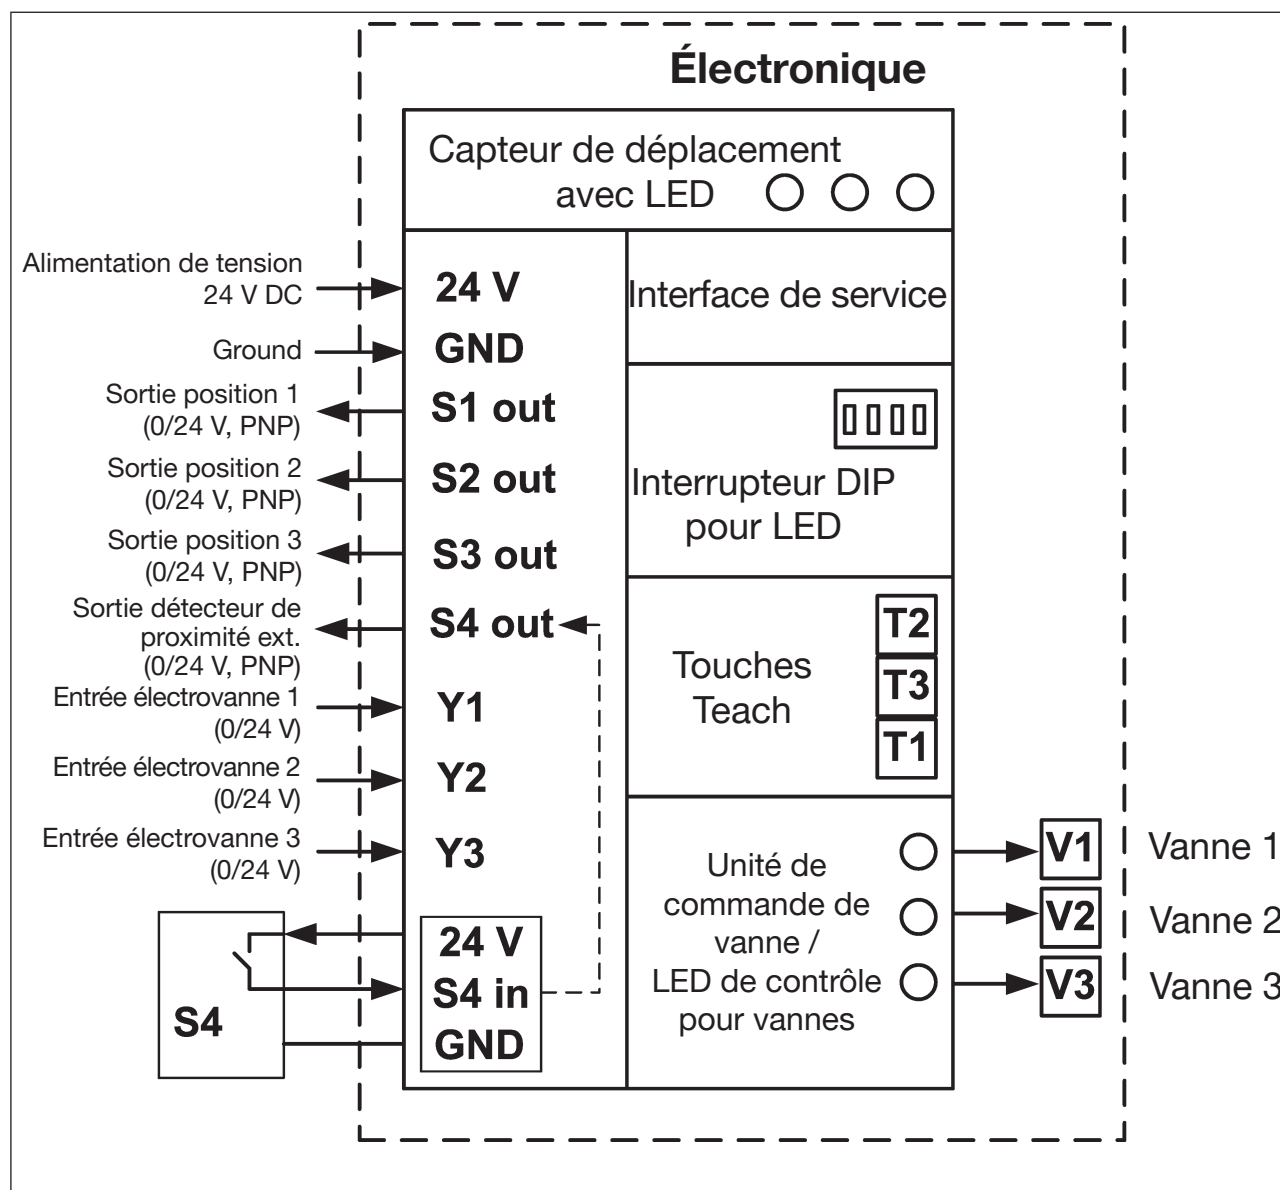 Électronique
Capteur de déplacement
avec LED
Alimentation de tension
24 V DC
24 V
Ground
GND
Sortie position 1
(0/24 V, PNP)
S1 out
Sortie position 2
(0/24 V, PNP)
S2 out
Sortie position 3
(0/24 V, PNP)
S3 out
Sortie détecteur de
proximité ext.
(0/24 V, PNP)
S4 out
Entrée électrovanne 1
(0/24 V)
Y1
Entrée électrovanne 2
(0/24 V)
Y2
Entrée électrovanne 3
(0/24 V)
Y3
S4
24 V
S4 in
GND
Interface de service
Interrupteur DIP
pour LED
Touches
Teach
T2
T3
T1
Unité de
commande de
vanne /
LED de contrôle
pour vannes
V1
Vanne 1
V2
Vanne 2
V3
Vanne 3